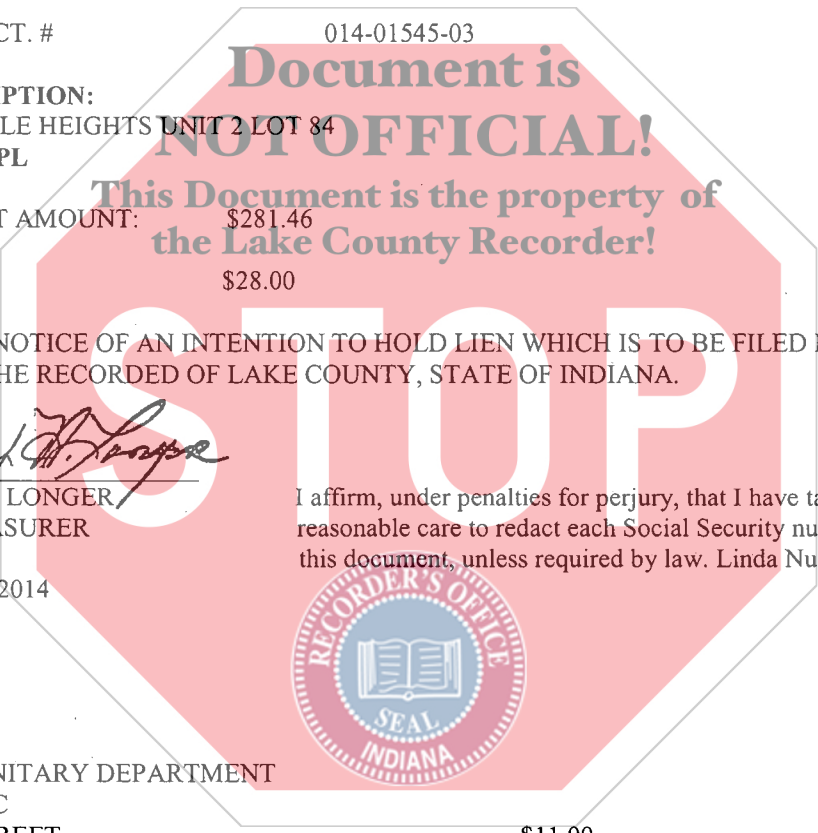 CT. # 014-01545-03
Document is
PTION:
LE HEIGHTS UNIT 2 LOT 84
NOT OFFICIAL!
PL
This Document is the property of
T AMOUNT: $281.46
the Lake County Recorder!
$28.00
STOP
NOTICE OF AN INTENTION TO HOLD LIEN WHICH IS TO BE FILED
HE RECORDED OF LAKE COUNTY, STATE OF INDIANA.
LONGER
I affirm, under penalties for perjury, that I have ta
ASURER
reasonable care to redact each Social Security nu
this document, unless required by law. Linda Nu
2014
RECORDER'S OFFICE
SEAL
INDIANA
NITARY DEPARTMENT
C
REET $11.00